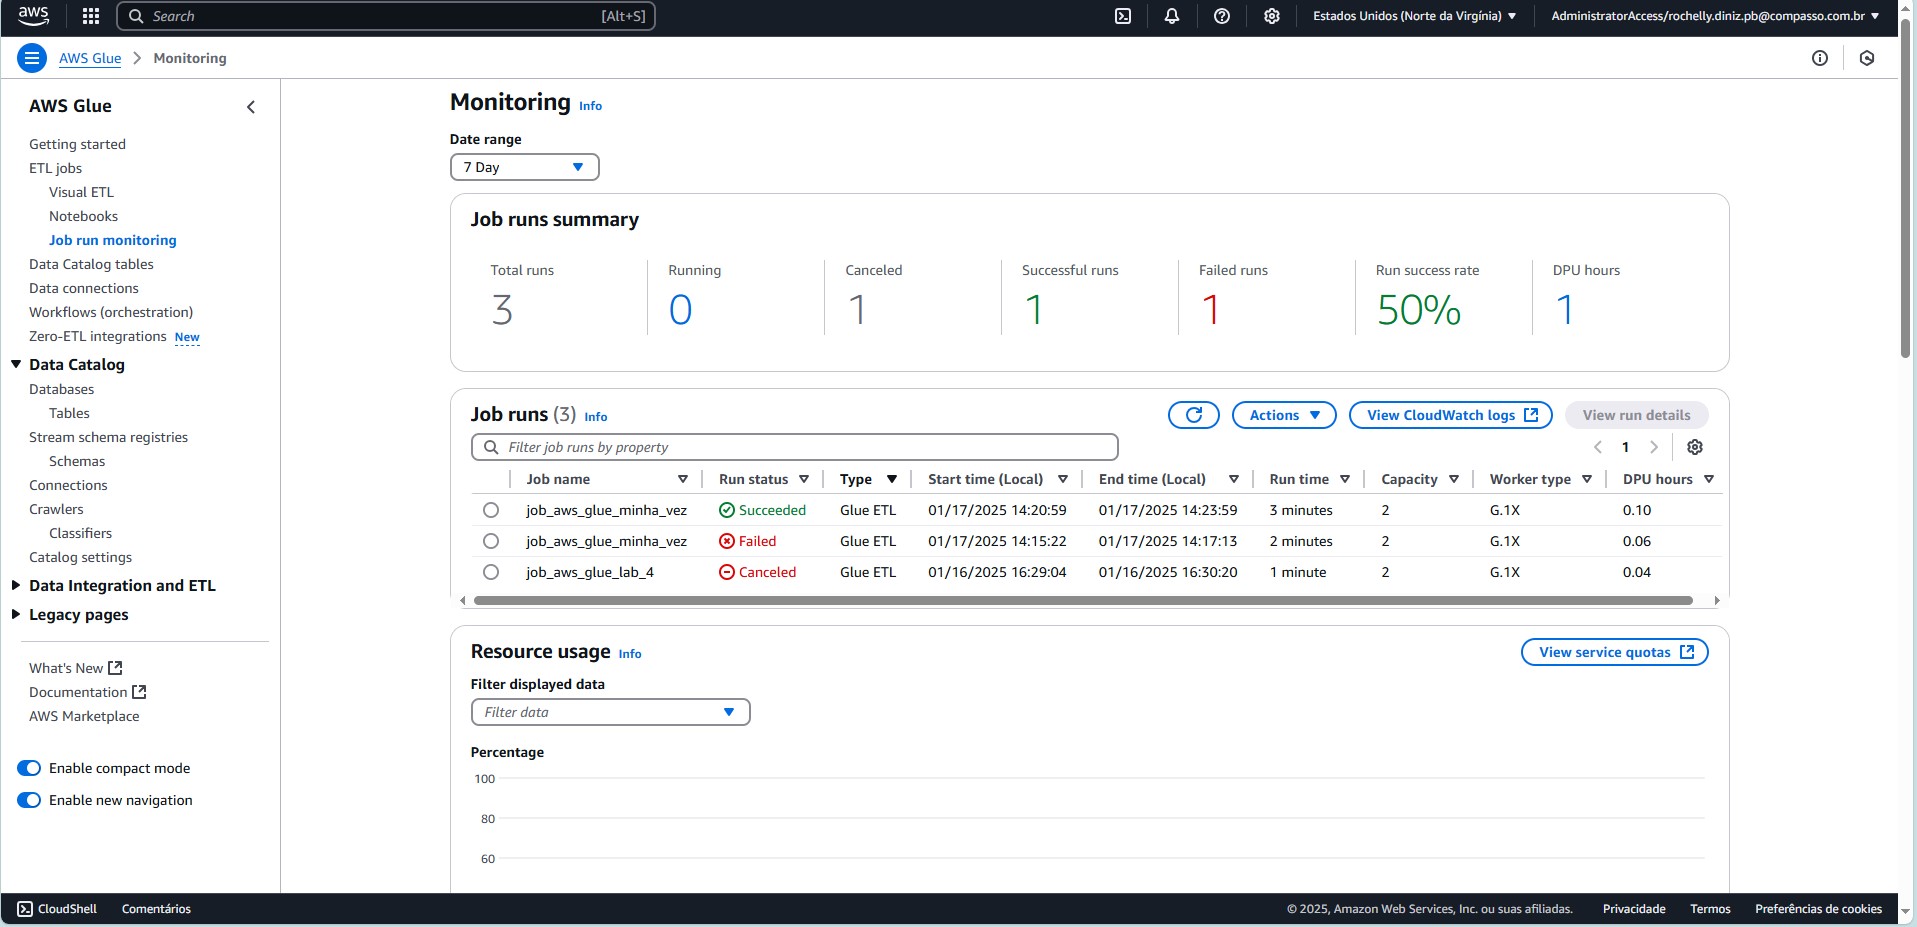 aws
Search [Alt+S] Estados Unidos (Norte da Virgínia) AdministratorAccess/rochelly.diniz.pb@compasso.com.br
AWS Glue Monitoring
AWS Glue
Getting started
ETL jobs
Visual ETL
Notebooks
Job run monitoring
Data Catalog tables
Data connections
Workflows (orchestration)
Zero-ETL integrations New
Data Catalog
Databases
Tables
Stream schema registries
Schemas
Connections
Crawlers
Classifiers
Catalog settings
Data Integration and ETL
Legacy pages
What's New
Documentation
AWS Marketplace
Enable compact mode
Enable new navigation
Monitoring Info
Date range
7 Day
Job runs summary
Total runs Running Canceled Successful runs Failed runs Run success rate DPU hours
3 0 1 1 1 50% 1
Job runs (3) Info Actions View CloudWatch logs View run details
Filter job runs by property 1
Job name Run status Type Start time (Local) End time (Local) Run time Capacity Worker type DPU hours
job_aws_glue_minha_vez Succeeded Glue ETL 01/17/2025 14:20:59 01/17/2025 14:23:59 3 minutes 2 G.1X 0.10
job_aws_glue_minha_vez Failed Glue ETL 01/17/2025 14:15:22 01/17/2025 14:17:13 2 minutes 2 G.1X 0.06
job_aws_glue_lab_4 Canceled Glue ETL 01/16/2025 16:29:04 01/16/2025 16:30:20 1 minute 2 G.1X 0.04
Resource usage Info View service quotas
Filter displayed data
Filter data
Percentage
100
80
60
CloudShell Comentários © 2025, Amazon Web Services, Inc. ou suas afiliadas. Privacidade Termos Preferências de cookies